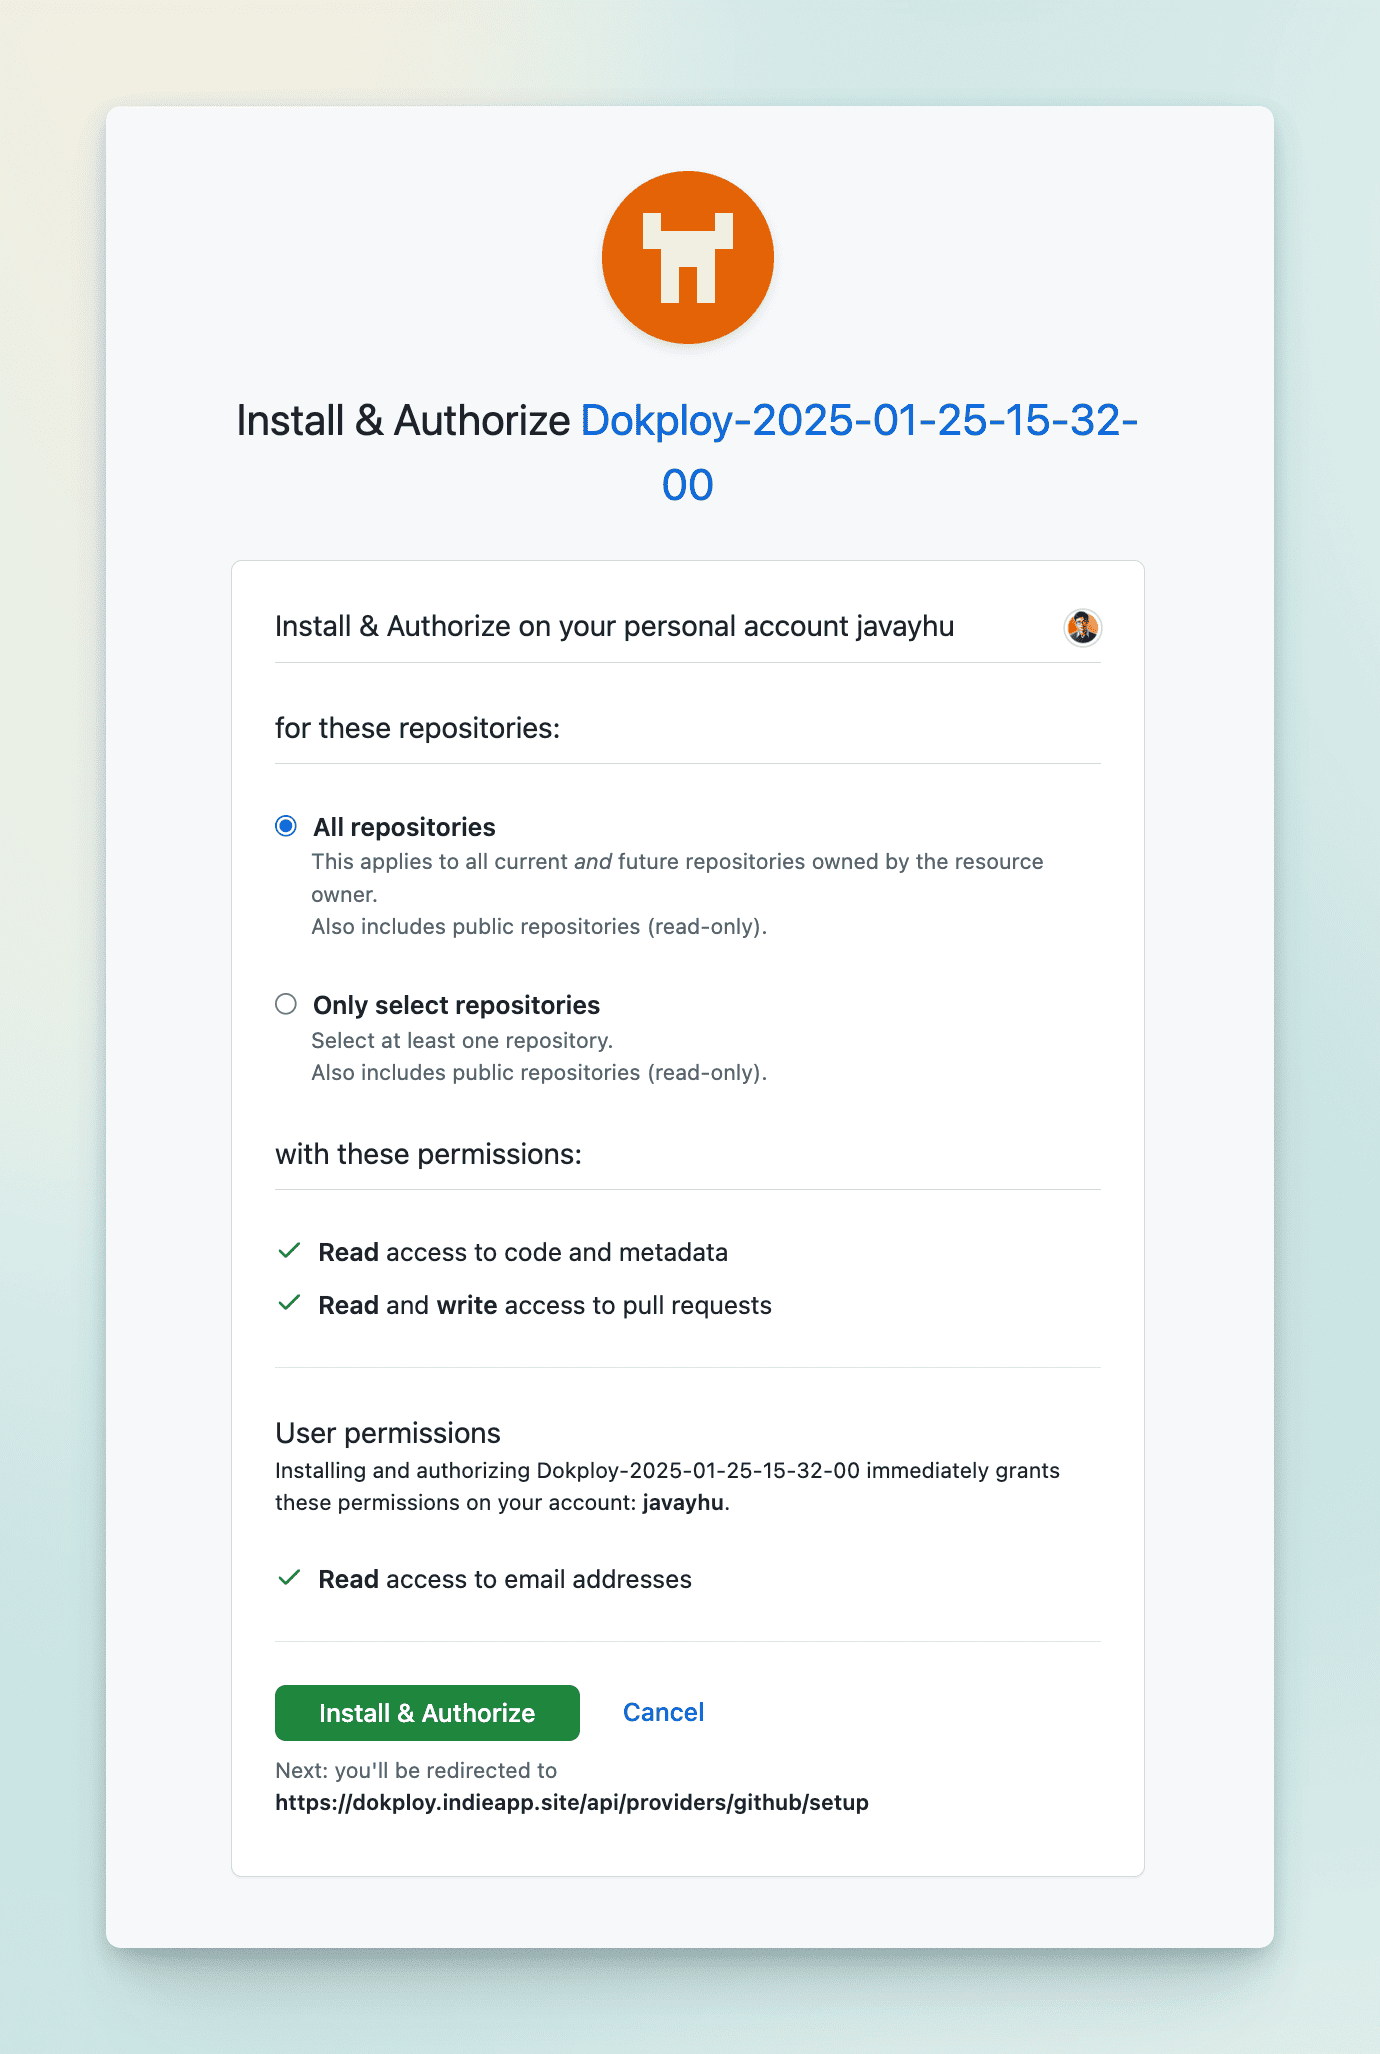 Install & Authorize Dokploy-2025-01-25-15-32-
00
Install & Authorize on your personal account javayhu
for these repositories:
All repositories
This applies to all current and future repositories owned by the resource
owner.
Also includes public repositories (read-only).
Only select repositories
Select at least one repository.
Also includes public repositories (read-only).
with these permissions:
Read access to code and metadata
Read and write access to pull requests
User permissions
Installing and authorizing Dokploy-2025-01-25-15-32-00 immediately grants
these permissions on your account: javayhu.
Read access to email addresses
Install & Authorize Cancel
Next: you'll be redirected to
https://dokploy.indieapp.site/api/providers/github/setup